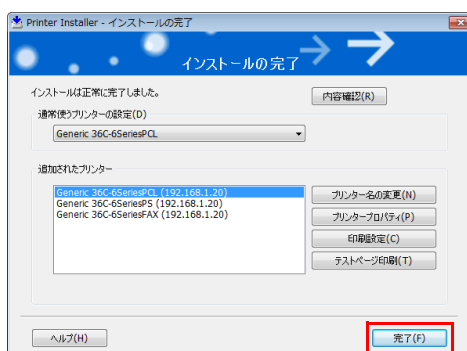 Printer Installer - インストールの完了
インストールの完了
インストールは正常に完了しました。
内容確認(R)
通常使うプリンターの設定(D)
Generic 36C-6SeriesPCL
追加されたプリンター
Generic 36C-6SeriesPCL (192.168.1.20)
Generic 36C-6SeriesPS (192.168.1.20)
Generic 36C-6SeriesFAX (192.168.1.20)
プリンター名の変更(N)
プリンタープロパティ(P)
印刷設定(C)
テストページ印刷(T)
ヘルプ(H)
完了(F)